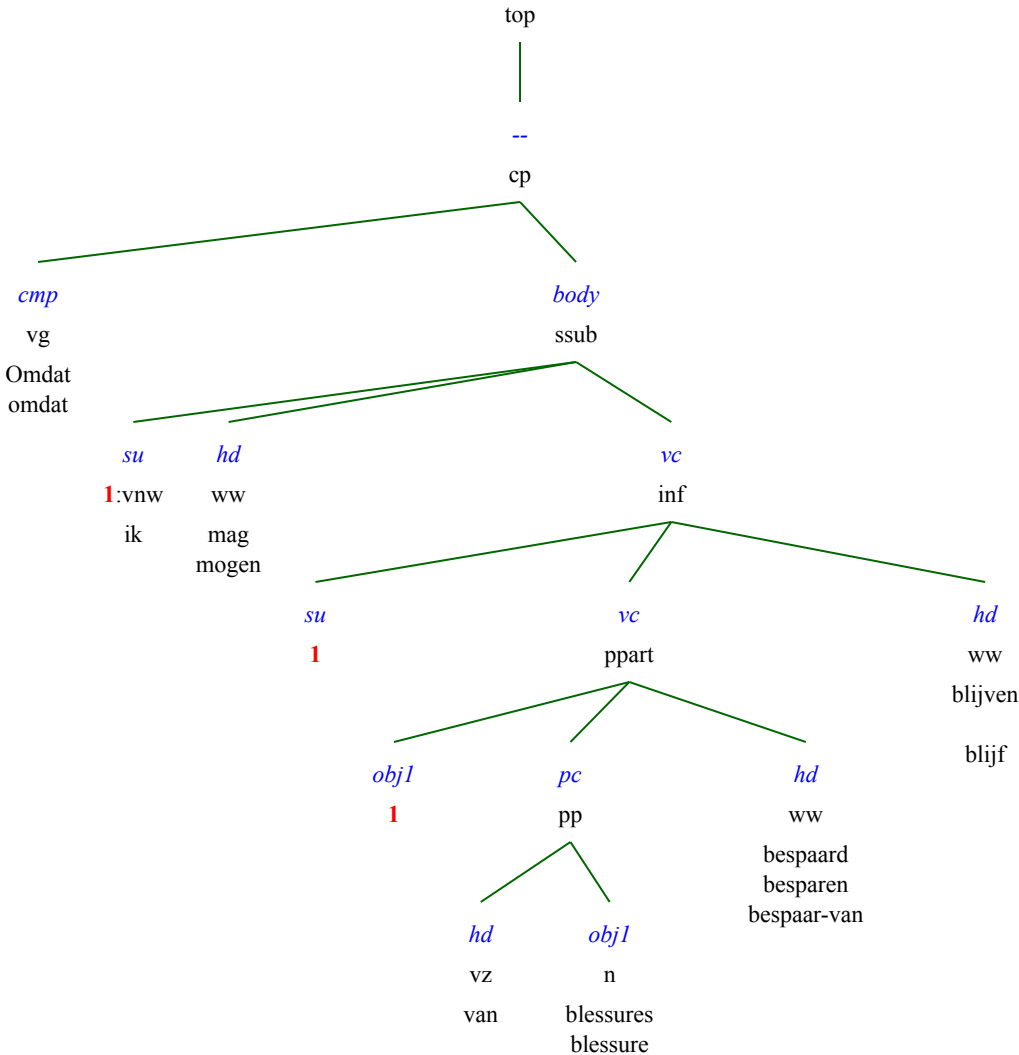 top
--
cp
cmp body
vg ssub
Omdat
omdat
su hd vc
1:vnw ww inf
ik mag
mogen
su vc hd
1 ppart ww
blijven
blijf
obj1 pc hd
1 pp ww
bespaard
besparen
bespaar-van
hd obj1
vz n
van blessures
blessure